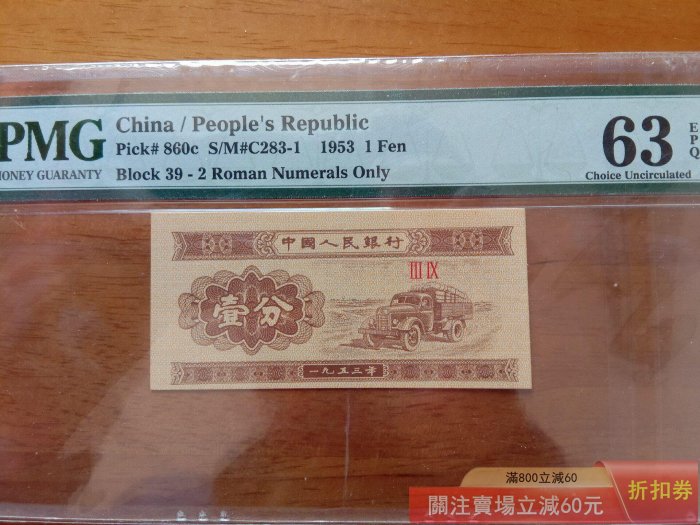 PMG
MONEY GUARANTY
China / People's Republic
Pick# 860c S/M#C283-1 1953 1 Fen
Block 39 - 2 Roman Numerals Only
63
E
P
Q
Choice Uncirculated
中國人民銀行
III IX
壹分
一九五三年
滿800立減60
關注賣場立減60元
折扣券